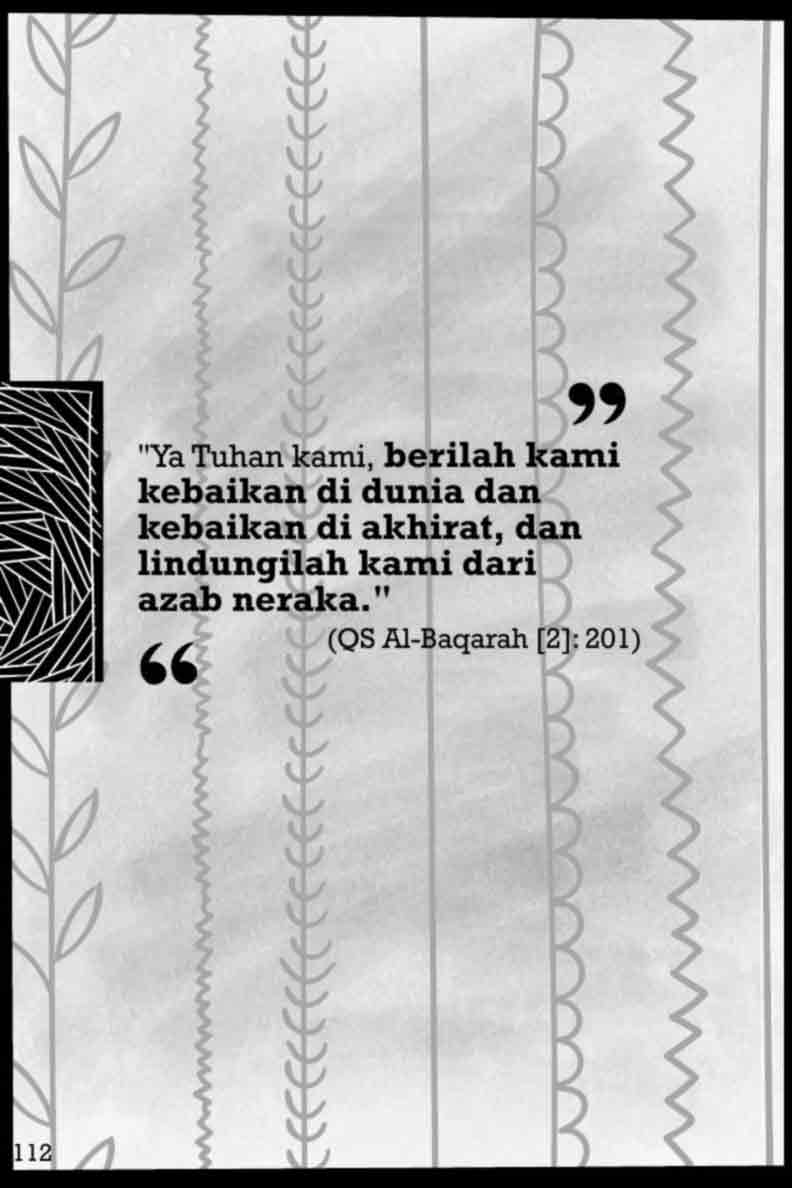 "Ya Tuhan kami, berilah kami
kebaikan di dunia dan
kebaikan di akhirat, dan
lindungilah kami dari
azab neraka."
(QS Al-Baqarah [2]: 201)
112